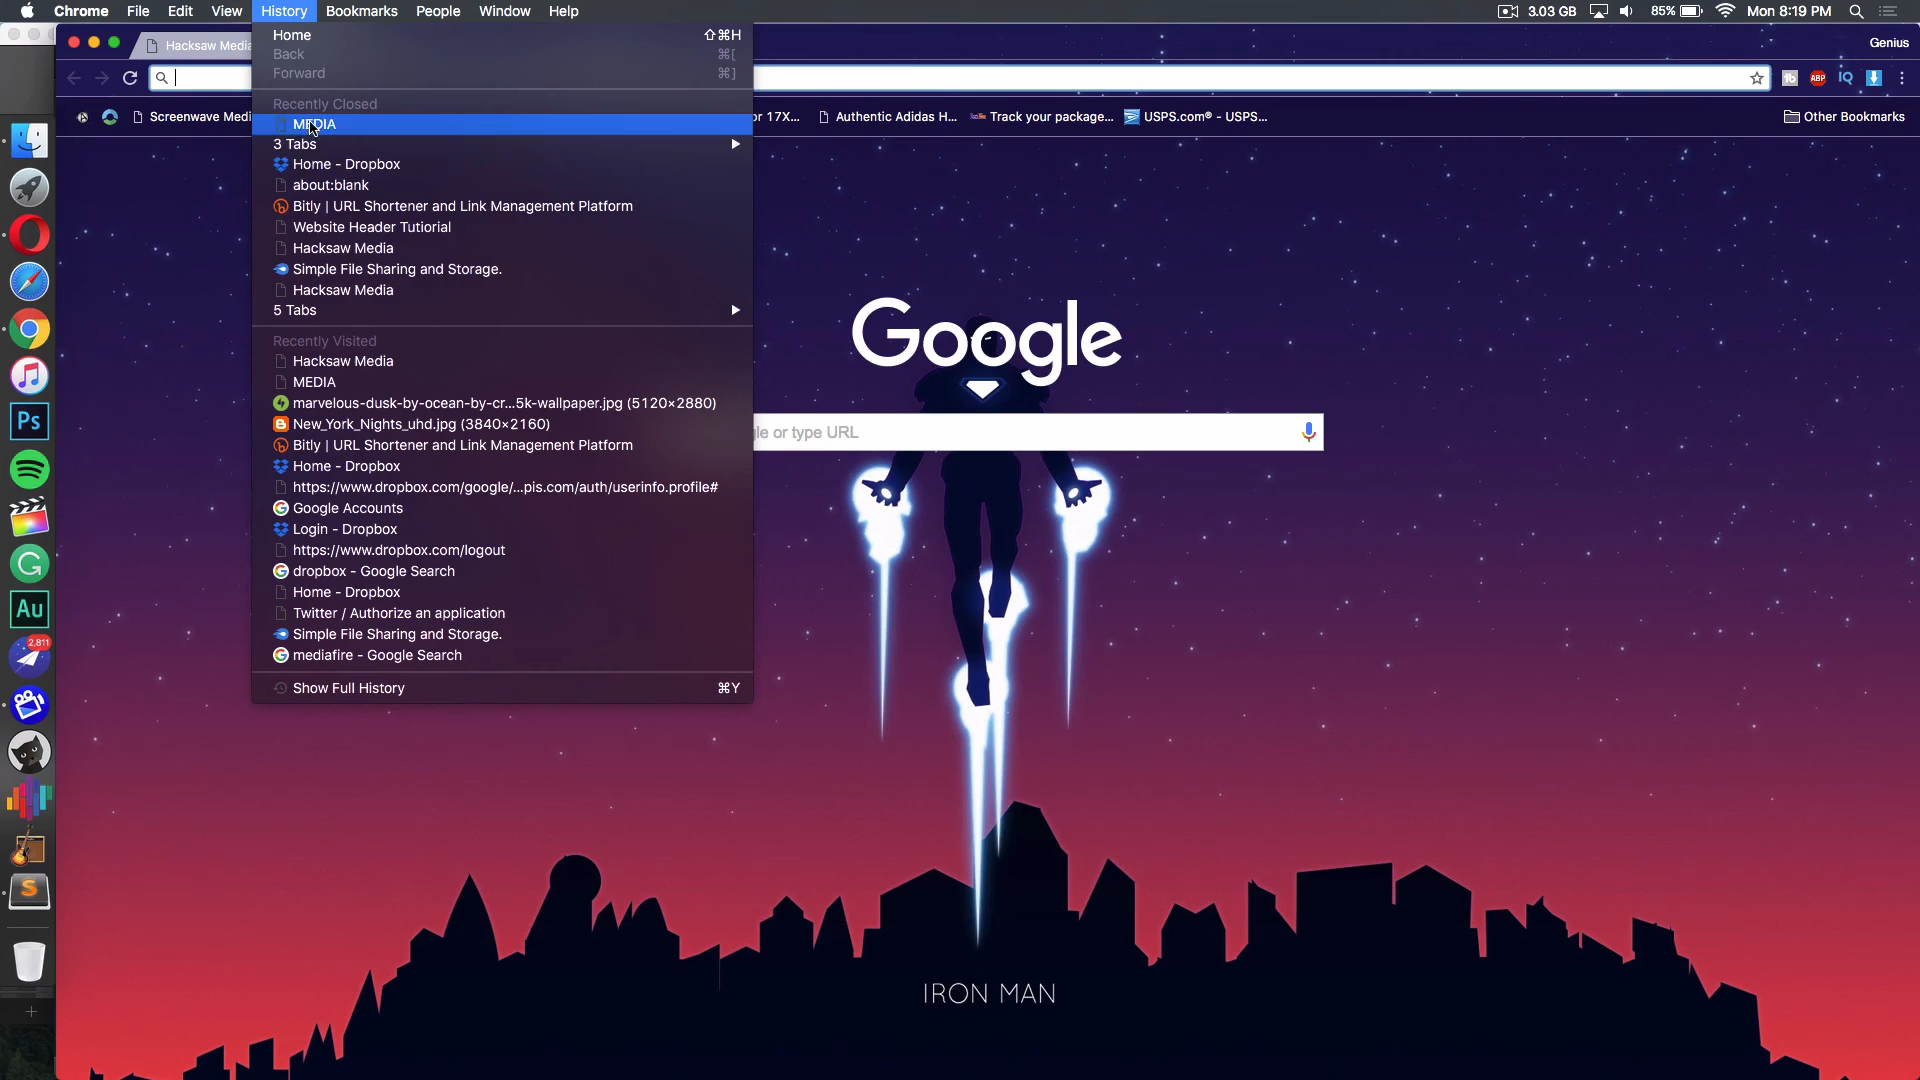 Chrome File Edit View History Bookmarks People Window Help 3.03 GB 85% Mon 8:19 PM
Hacksaw Media Genius
Screenwave Medi or 17X... Authentic Adidas H... Track your package... USPS.com® - USPS... Other Bookmarks
Home ⇧⌘H
Back ⌘[
Forward ⌘]
Recently Closed
MEDIA
3 Tabs
Home - Dropbox
about:blank
Bitly | URL Shortener and Link Management Platform
Website Header Tutiorial
Hacksaw Media
Simple File Sharing and Storage.
Hacksaw Media
5 Tabs
Recently Visited
Hacksaw Media
MEDIA
marvelous-dusk-by-ocean-by-cr...5k-wallpaper.jpg (5120×2880)
New_York_Nights_uhd.jpg (3840×2160)
Bitly | URL Shortener and Link Management Platform
Home - Dropbox
https://www.dropbox.com/google/...pis.com/auth/userinfo.profile#
Google Accounts
Login - Dropbox
https://www.dropbox.com/logout
dropbox - Google Search
Home - Dropbox
Twitter / Authorize an application
Simple File Sharing and Storage.
mediafire - Google Search
Show Full History ⌘Y
Google
gle or type URL
IRON MAN
tb ABP IQ
Ps
Au
2,811
S